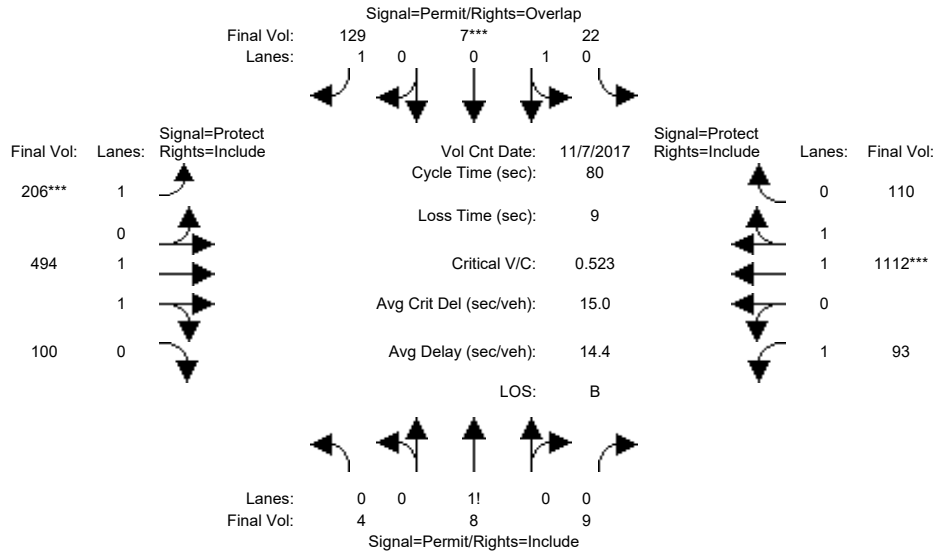 Signal=Permit/Rights=Overlap
Final Vol: 129 7*** 22
Lanes: 1 0 0 1 0
Signal=Protect
Final Vol: Lanes: Rights=Include
Vol Cnt Date: 11/7/2017
Signal=Protect
Rights=Include Lanes: Final Vol:
Cycle Time (sec): 80
206*** 1
0 110
Loss Time (sec): 9
0
1
494 1
Critical V/C: 0.523
1 1112***
1
Avg Crit Del (sec/veh): 15.0
0
100 0
Avg Delay (sec/veh): 14.4
1 93
LOS: B
Lanes: 0 0 1! 0 0
Final Vol: 4 8 9
Signal=Permit/Rights=Include